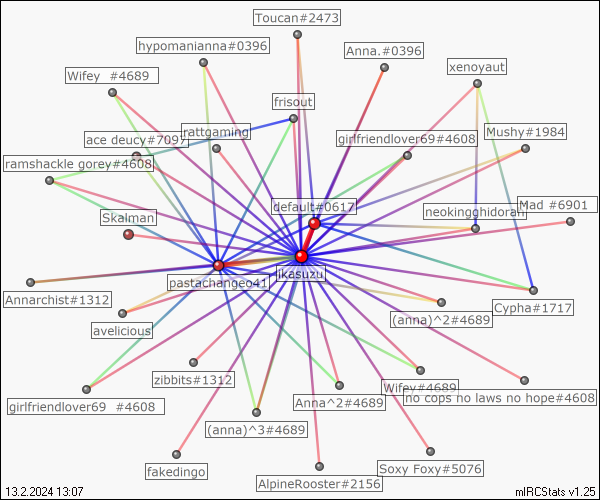 Toucan#2473
hypomanianna#0396
Anna.#0396
xenoyaut
Wifey  #4689
frisout
ace deucy#7097
rattgaming
girlfriendlover69#4608
Mushy#1984
ramshackle gorey#4608
default#0617
Mad #6901
neokingghidorah
Skalman
jkasuzu
pastachangeo41
Annarchist#1312
Cypha#1717
avelicious
(anna)^2#4689
zibbits#1312
Wifey#4689
no cops no laws no hope#4608
girlfriendlover69  #4608
Anna^2#4689
(anna)^3#4689
fakedingo
Soxy Foxy#5076
AlpineRooster#2156
13.2.2024 13:07
mIRCStats v1.25